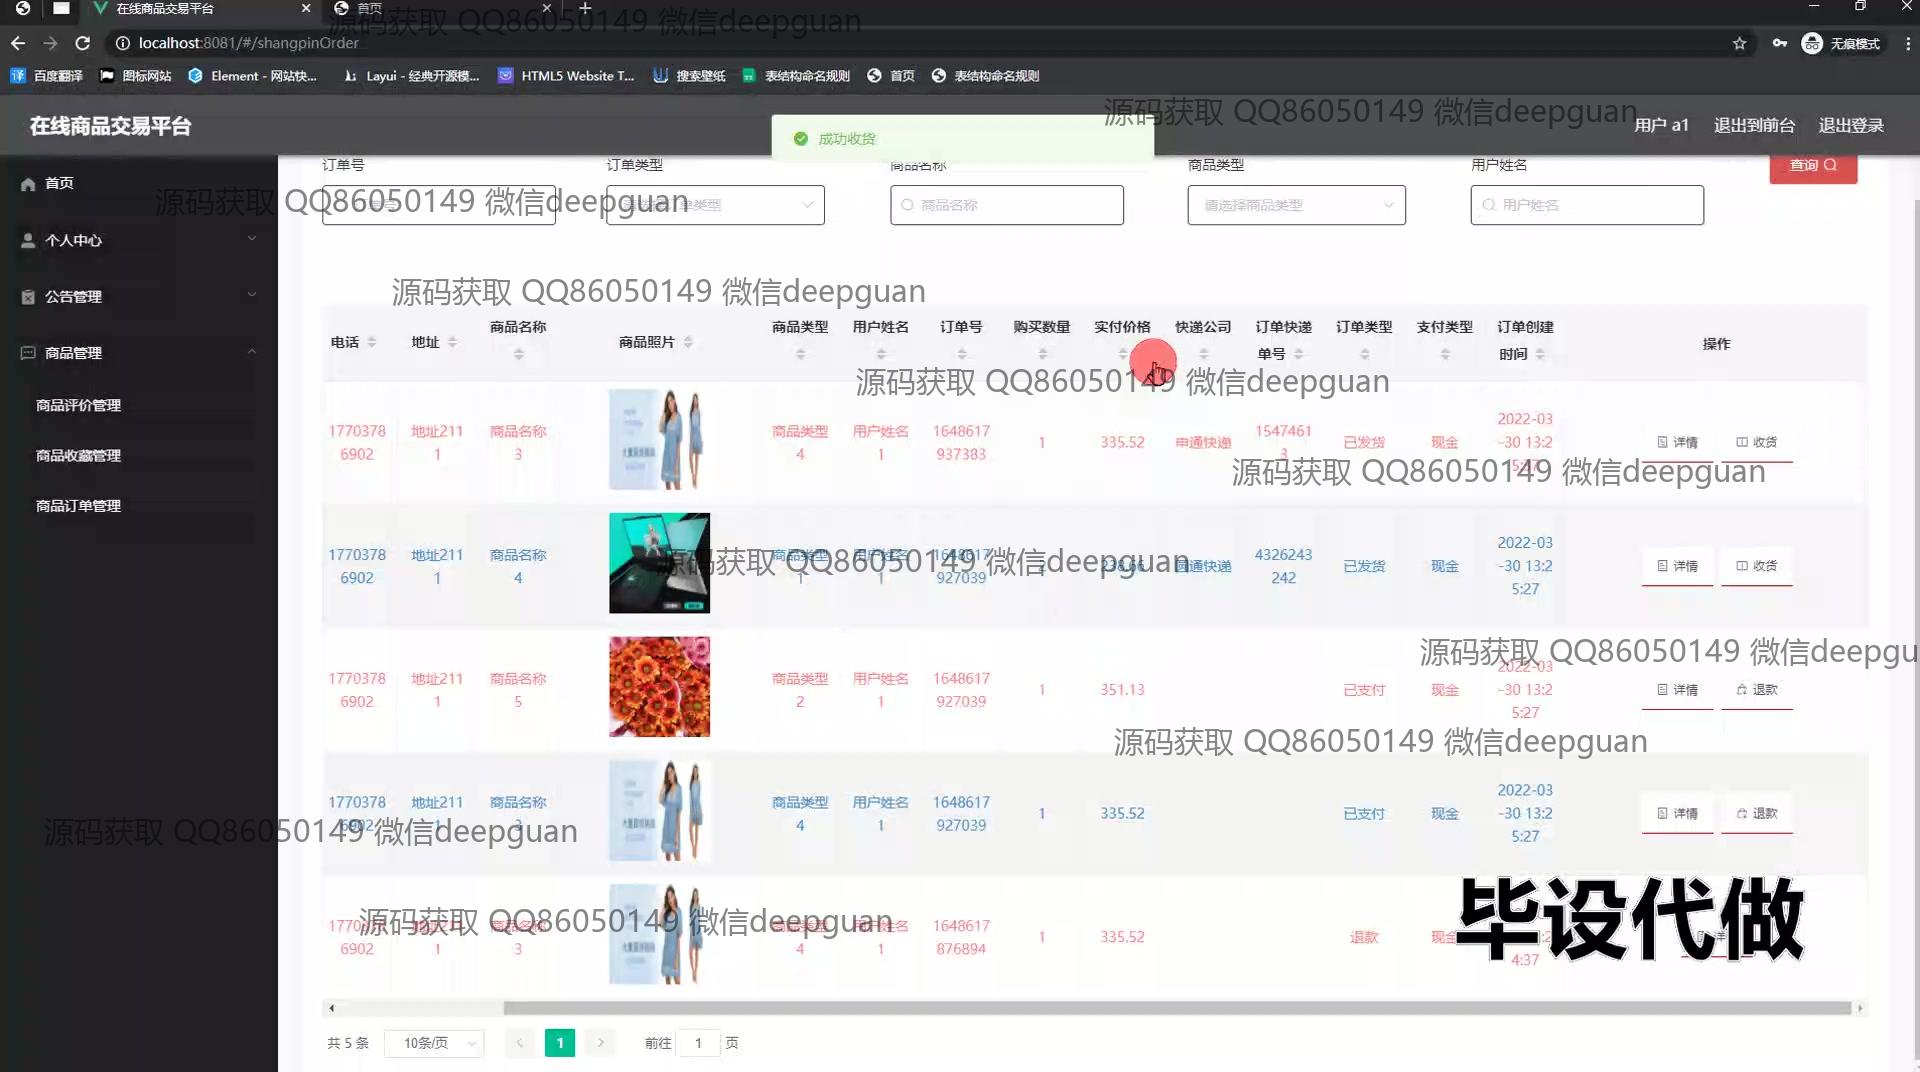 在线商品交易平台
首页
localhost:8081/#/shangpinOrder
无痕模式
百度翻译
图标网站
Element - 网站快...
Layui - 经典开源模...
HTML5 Website T...
搜索壁纸
表结构命名规则
首页
表结构命名规则
在线商品交易平台
成功收货
用户 a1
退出到前台
退出登录
首页
个人中心
公告管理
商品管理
商品评价管理
商品收藏管理
商品订单管理
订单号
订单类型
商品名称
商品类型
用户姓名
查询
商品名称
请选择商品类型
用户姓名
电话 地址 商品名称 商品照片 商品类型 用户姓名 订单号 购买数量 实付价格 快递公司 订单快递单号 订单类型 支付类型 订单创建时间 操作
17703786902 地址2111 商品名称3 商品类型4 用户姓名1 1648617937383 1 335.52 申通快递 15474613 已发货 现金 2022-03-30 13:25:37 详情 收货
17703786902 地址2111 商品名称4 商品类型1 用户姓名1 1648617927039 238.66 圆通快递 4326243242 已发货 现金 2022-03-30 13:25:27 详情 收货
17703786902 地址2111 商品名称5 商品类型2 用户姓名1 1648617927039 1 351.13 已支付 现金 2022-03-30 13:25:27 详情 退款
17703786902 地址2111 商品名称3 商品类型4 用户姓名1 1648617927039 1 335.52 已支付 现金 2022-03-30 13:25:27 详情 退款
17703786902 地址2111 商品名称3 商品类型4 用户姓名1 1648617876894 1 335.52 退款 现金 4:37
共 5 条
10条/页
1
前往 1 页
源码获取 QQ86050149 微信deepguan
源码获取 QQ86050149 微信deepguan
源码获取 QQ86050149 微信deepguan
源码获取 QQ86050149 微信deepguan
源码获取 QQ86050149 微信deepguan
源码获取 QQ86050149 微信deepguan
源码获取 QQ86050149 微信deepguan
源码获取 QQ86050149 微信deepgu
源码获取 QQ86050149 微信deepguan
源码获取 QQ86050149 微信deepguan
源码获取 QQ86050149 微信deepguan
毕设代做